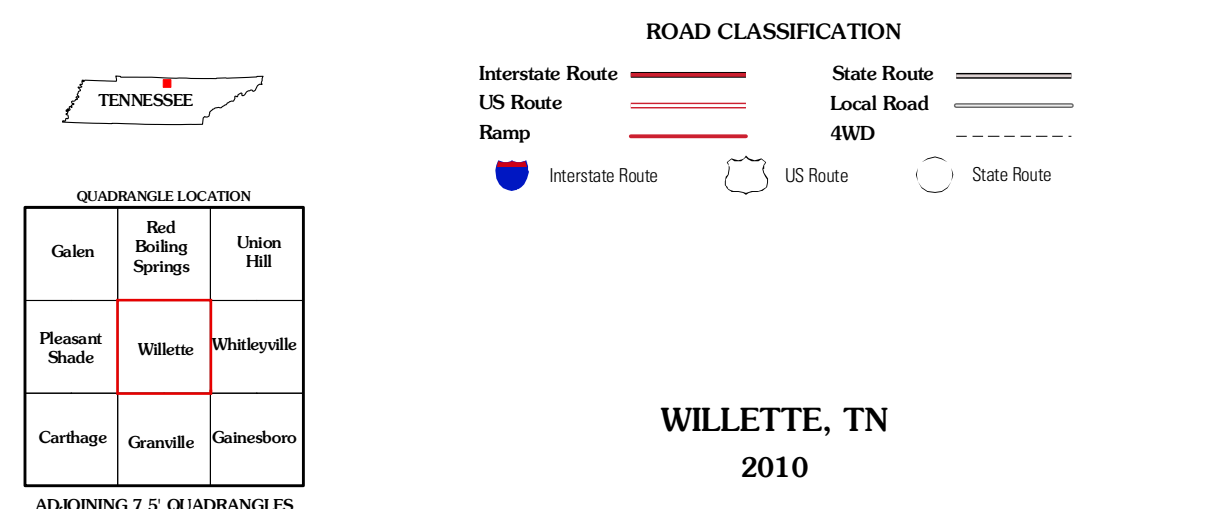 ROAD CLASSIFICATION
Interstate Route
State Route
US Route
Local Road
Ramp
4WD
Interstate Route
US Route
State Route
TENNESSEE
QUADRANGLE LOCATION
Galen
Red
Boiling
Springs
Union
Hill
Pleasant
Shade
Willette
Whitleyville
Carthage
Granville
Gainesboro
ADJOINING 7.5' QUADRANGLES
WILLETTE, TN
2010